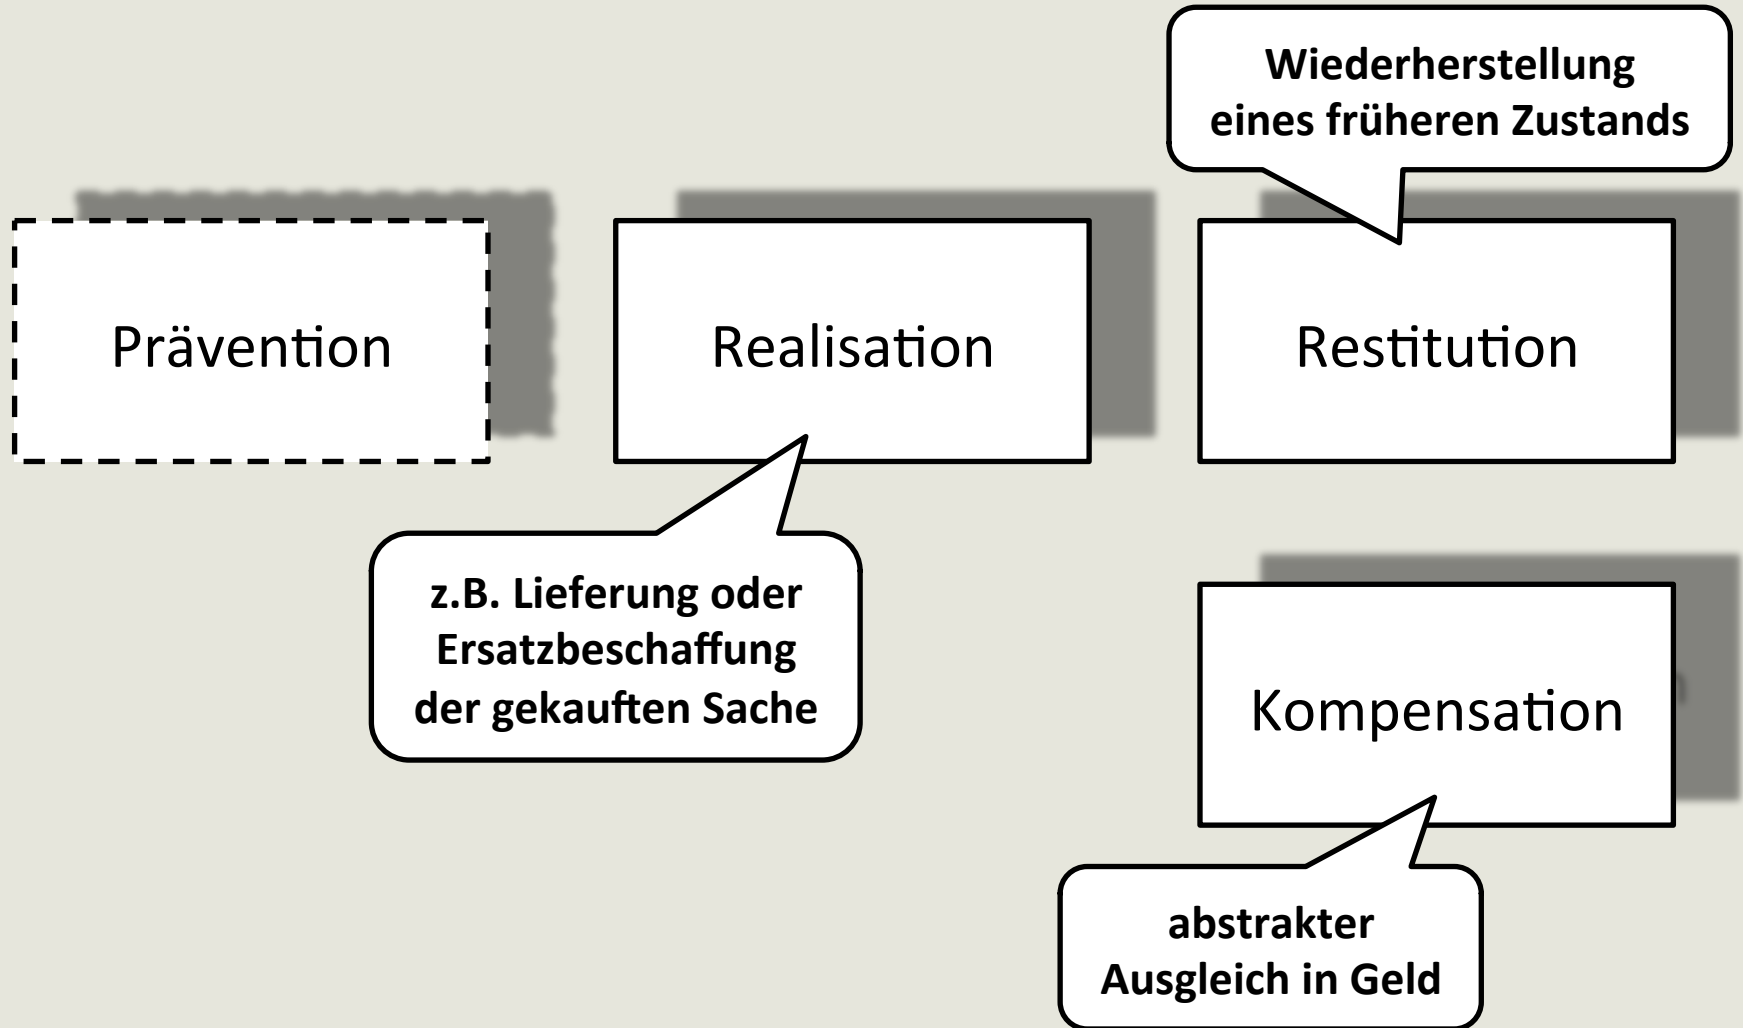 Wiederherstellung
eines früheren Zustands
Prävention
Realisation
Restitution
z.B. Lieferung oder
Ersatzbeschaffung
der gekauften Sache
Kompensation
abstrakter
Ausgleich in Geld